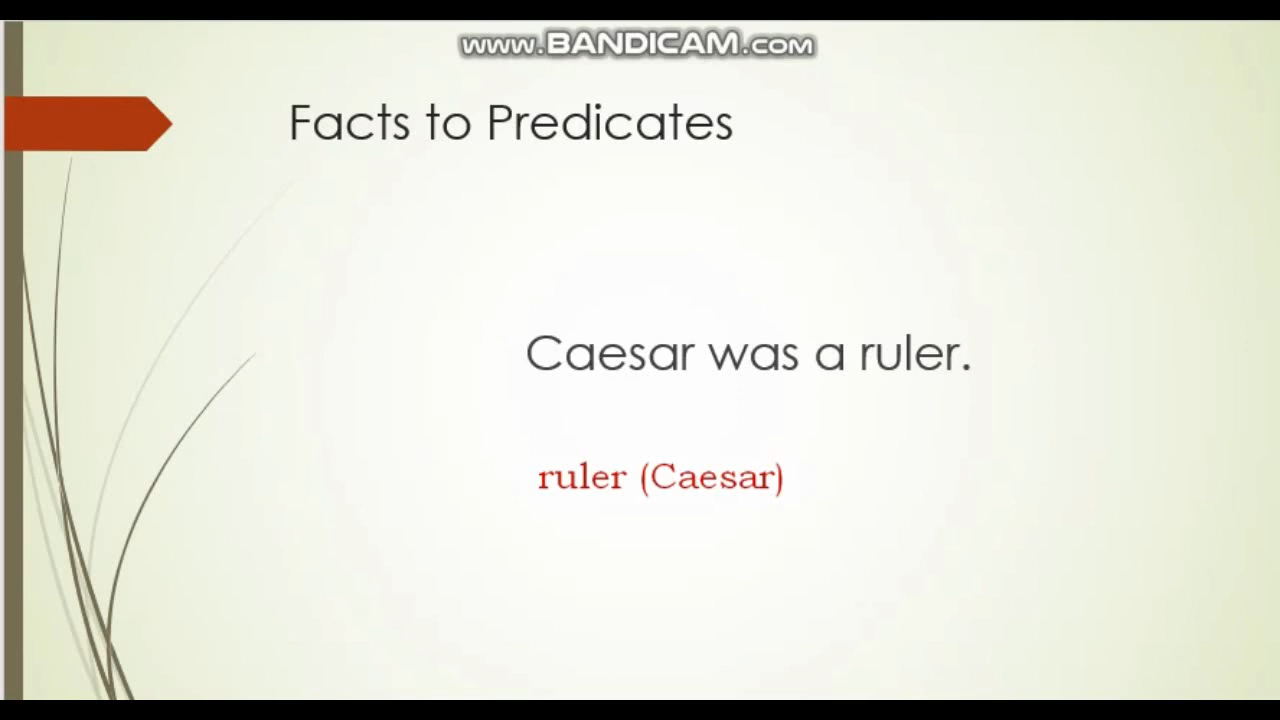 www.BANDICAM.com
Facts to Predicates
Caesar was a ruler.
ruler (Caesar)